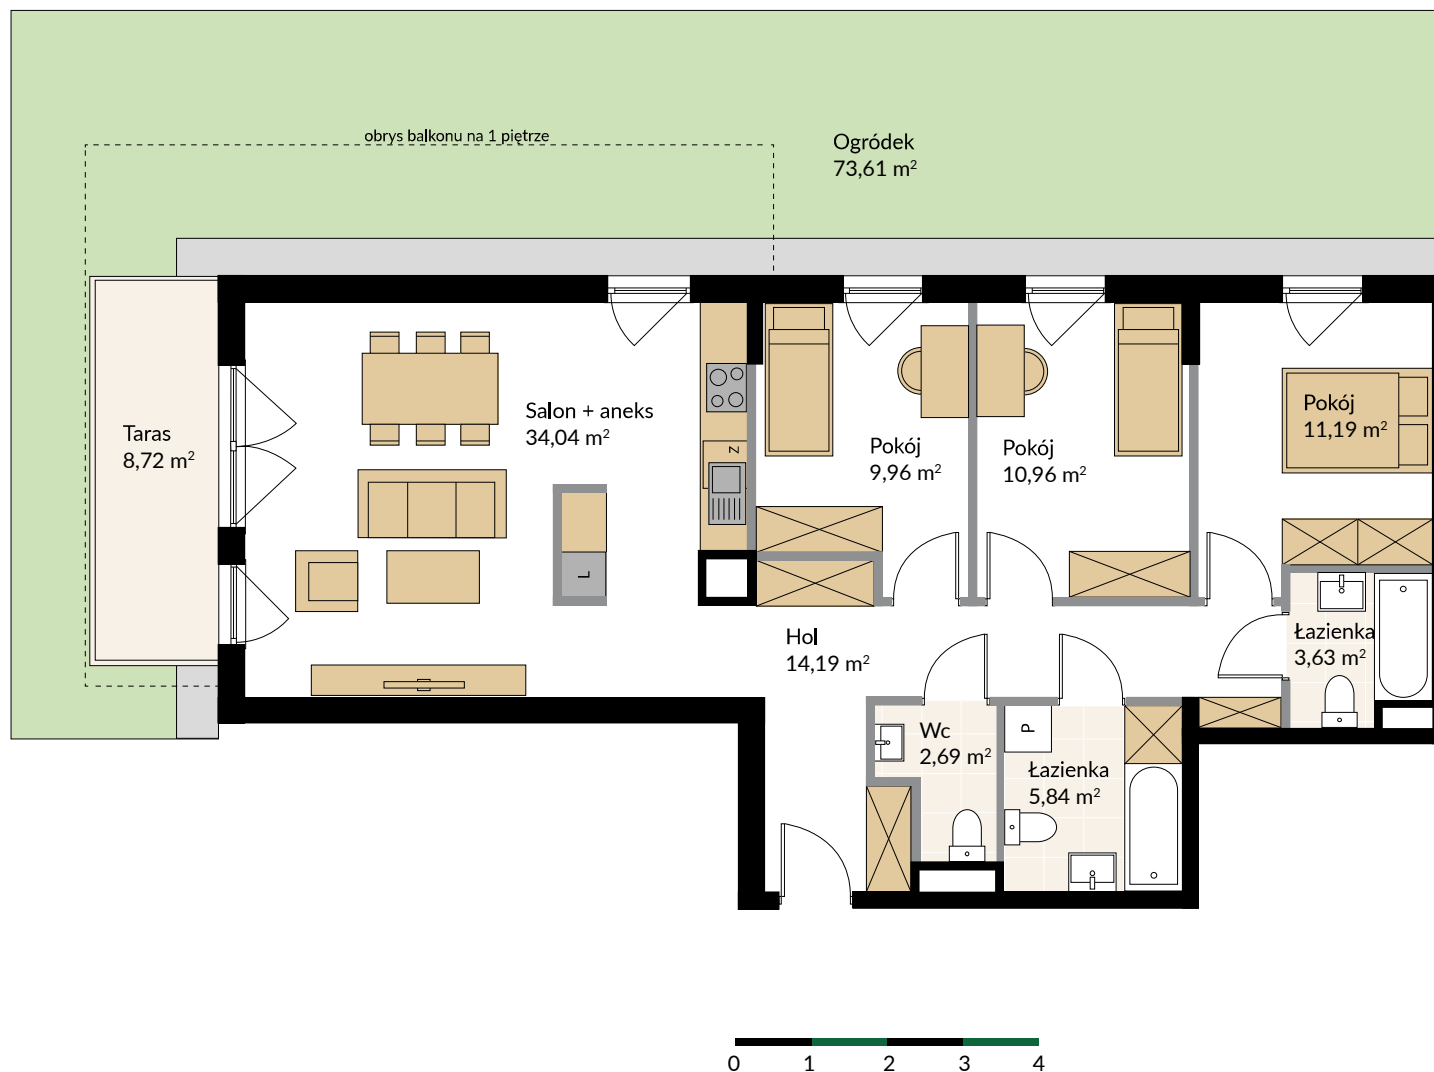 obrys balkonu na 1 piętrze
Ogródek
73,61 m²
Taras
8,72 m²
Salon + aneks
34,04 m²
Z
L
Pokój
9,96 m²
Pokój
10,96 m²
Pokój
11,19 m²
Hol
14,19 m²
Łazienka
3,63 m²
Wc
2,69 m²
P
Łazienka
5,84 m²
0 1 2 3 4